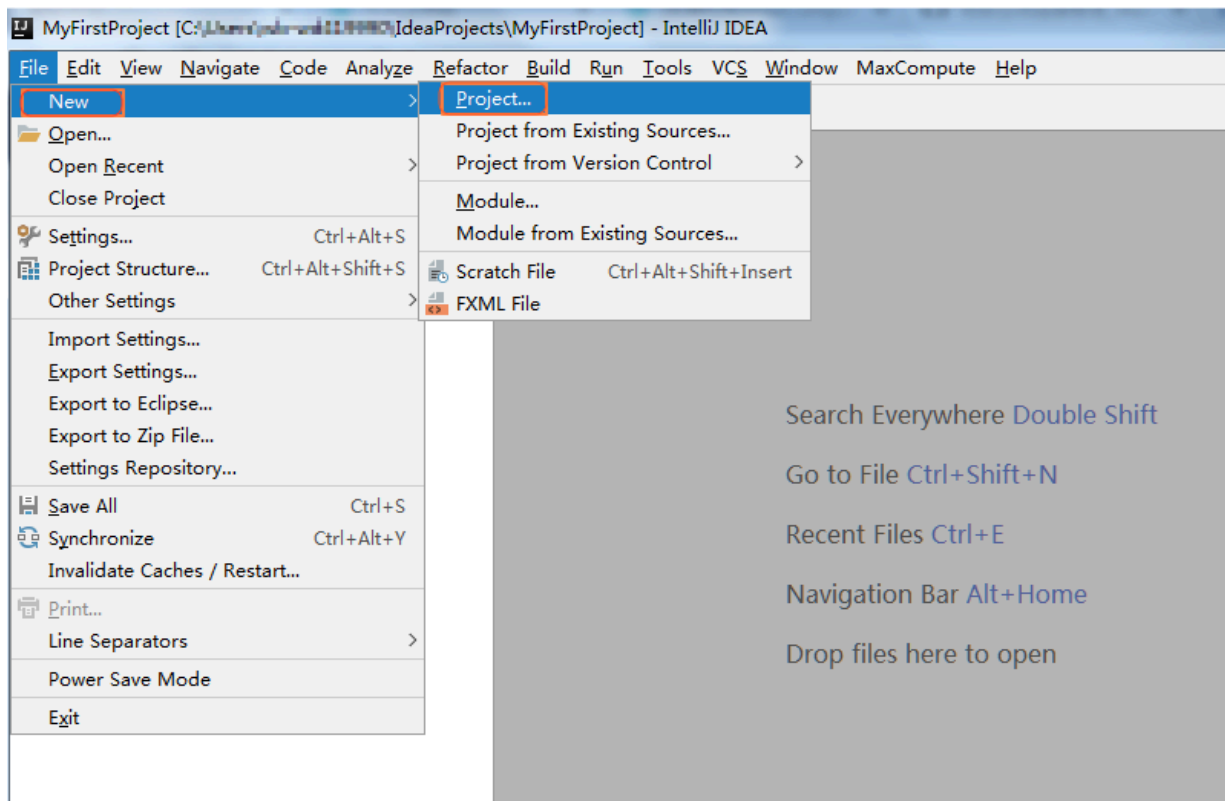 MyFirstProject [C:\ \IdeaProjects\MyFirstProject] - IntelliJ IDEA
File Edit View Navigate Code Analyze Refactor Build Run Tools VCS Window MaxCompute Help
New
Open...
Open Recent
Close Project
Settings... Ctrl+Alt+S
Project Structure... Ctrl+Alt+Shift+S
Other Settings
Import Settings...
Export Settings...
Export to Eclipse...
Export to Zip File...
Settings Repository...
Save All Ctrl+S
Synchronize Ctrl+Alt+Y
Invalidate Caches / Restart...
Print...
Line Separators
Power Save Mode
Exit
Project...
Project from Existing Sources...
Project from Version Control
Module...
Module from Existing Sources...
Scratch File Ctrl+Alt+Shift+Insert
FXML File
Search Everywhere Double Shift
Go to File Ctrl+Shift+N
Recent Files Ctrl+E
Navigation Bar Alt+Home
Drop files here to open